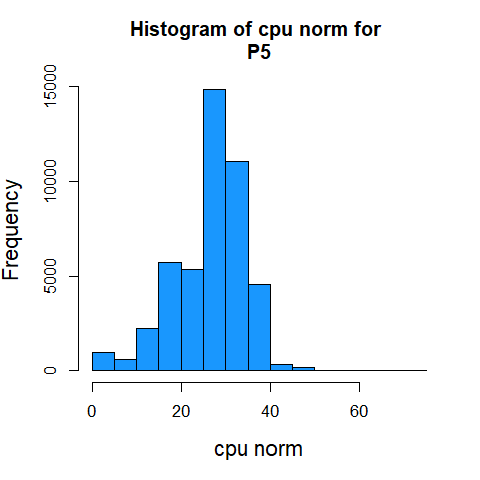 Histogram of cpu norm for
P5
Frequency
15000
10000
5000
0
0 20 40 60
cpu norm